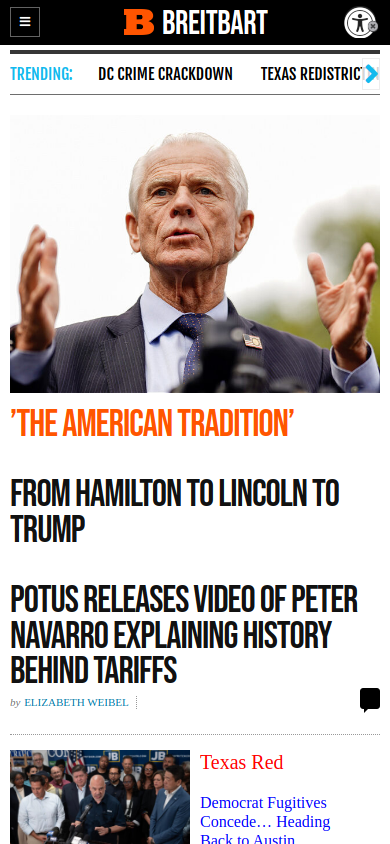 BREITBART
TRENDING: DC CRIME CRACKDOWN TEXAS REDISTRICT
'THE AMERICAN TRADITION'
FROM HAMILTON TO LINCOLN TO
TRUMP
POTUS RELEASES VIDEO OF PETER
NAVARRO EXPLAINING HISTORY
BEHIND TARIFFS
by ELIZABETH WEIBEL
Texas Red
Democrat Fugitives
Concede… Heading
Back to Austin